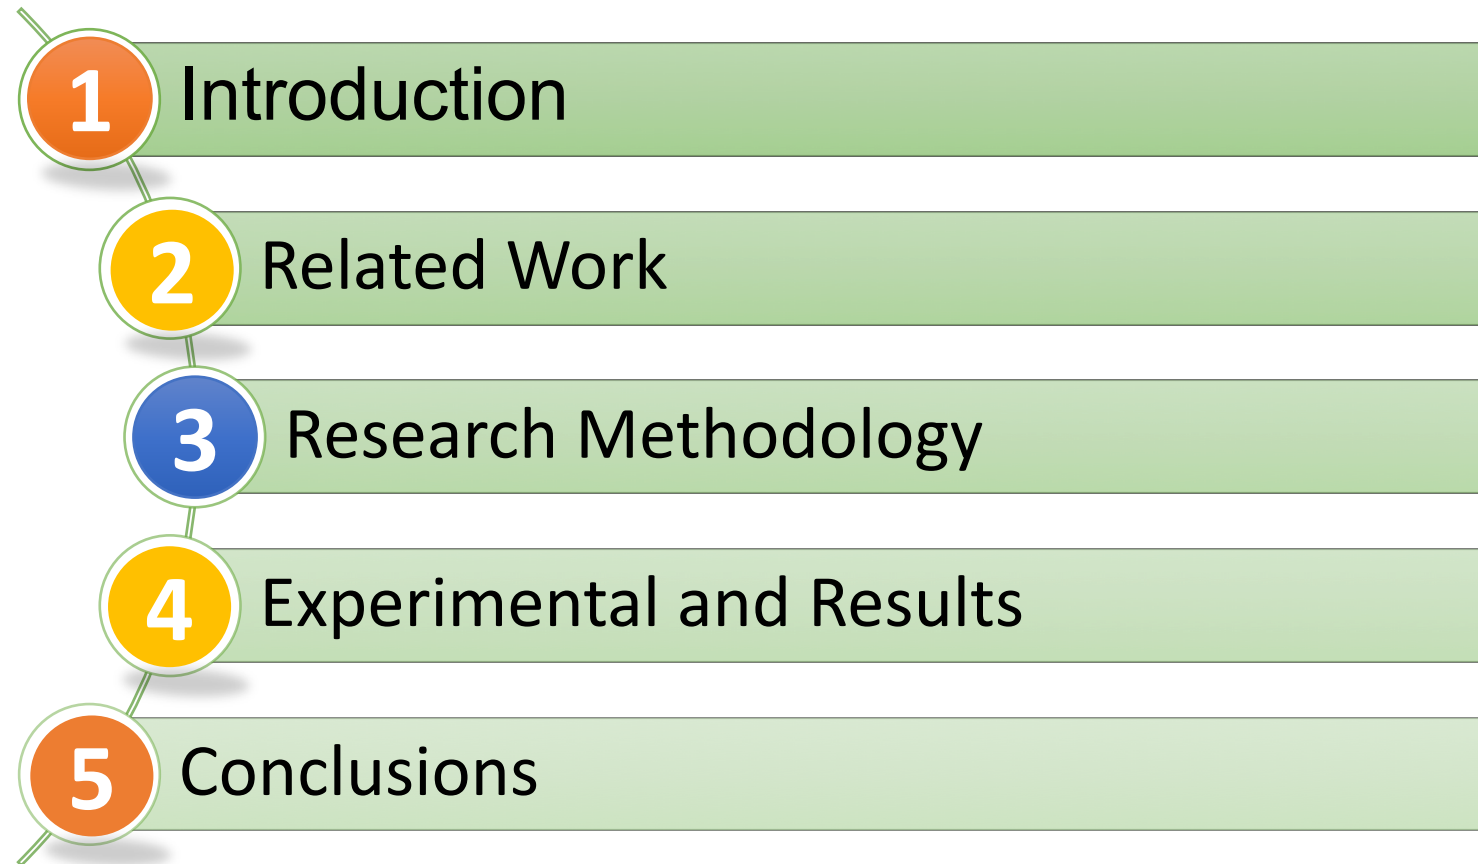 1 Introduction
2 Related Work
3 Research Methodology
4 Experimental and Results
5 Conclusions